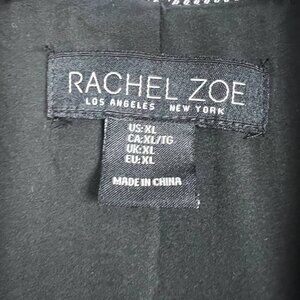 RACHEL ZOE
LOS ANGELES NEW YORK
US:XL
CA:XL/TG
UK:XL
EU:XL
MADE IN CHINA